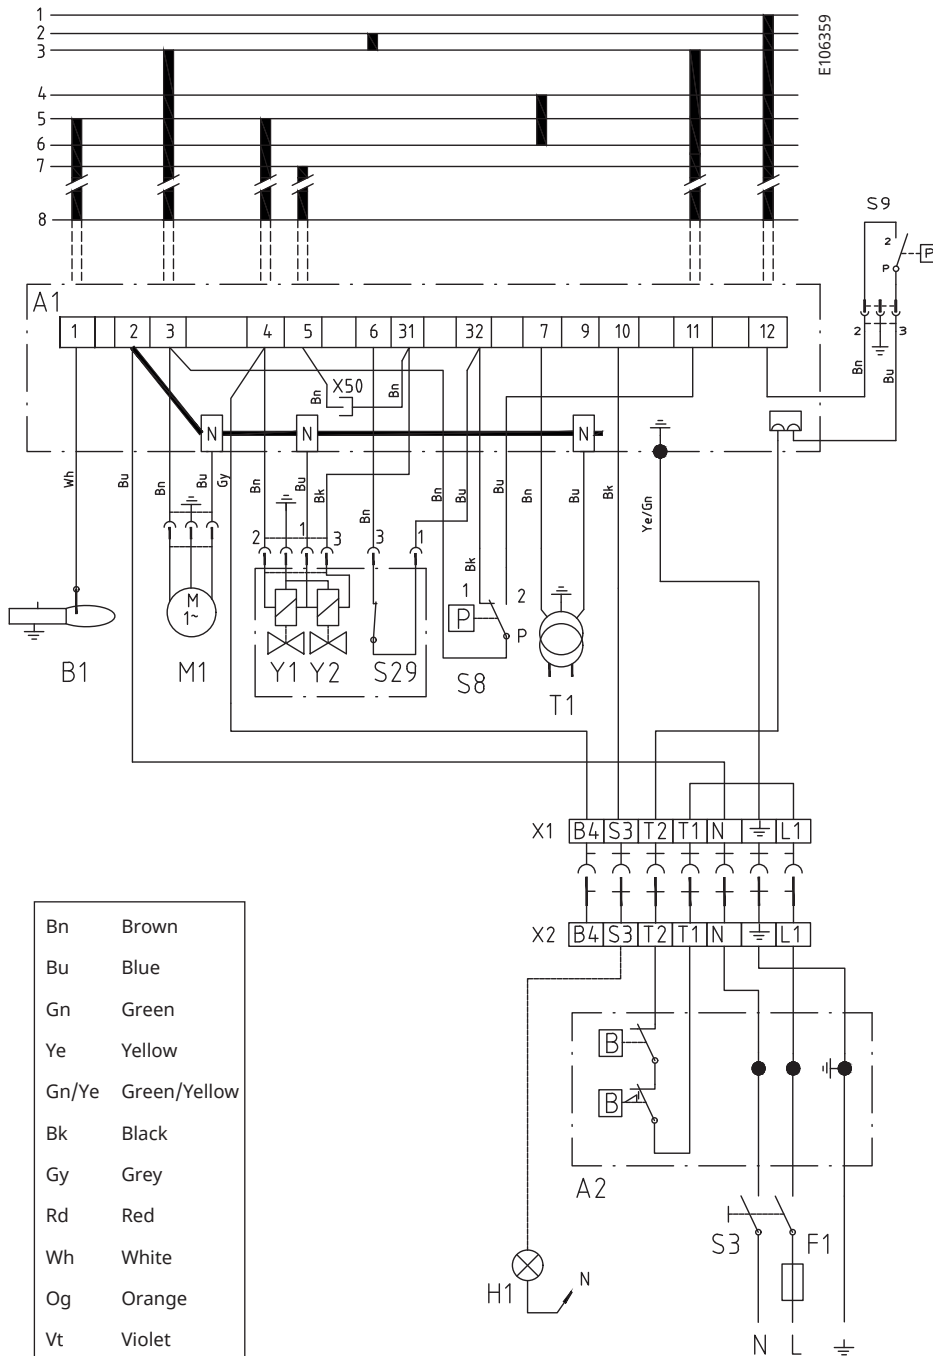 1
2
3
4
5
6
7
8
E106359
S9
2
P
P
2
3
Bn
Bu
A1
1 2 3 4 5 6 31 32 7 9 10 11 12
Bn
X50
Bn
N
N
N
Wh
Bu
Bn
Bu
Gy
Bn
Bu
Bk
Bn
Bn
Bu
Bu
Bn
Bu
Bk
Ye/Gn
2
1
3
3
1
Bk
1
2
P
P
M
1~
B1
M1
Y1
Y2
S29
S8
T1
X1 B4 S3 T2 T1 N L1
X2 B4 S3 T2 T1 N L1
B
B
A2
S3
F1
H1
N
N
L
Bn Brown
Bu Blue
Gn Green
Ye Yellow
Gn/Ye Green/Yellow
Bk Black
Gy Grey
Rd Red
Wh White
Og Orange
Vt Violet